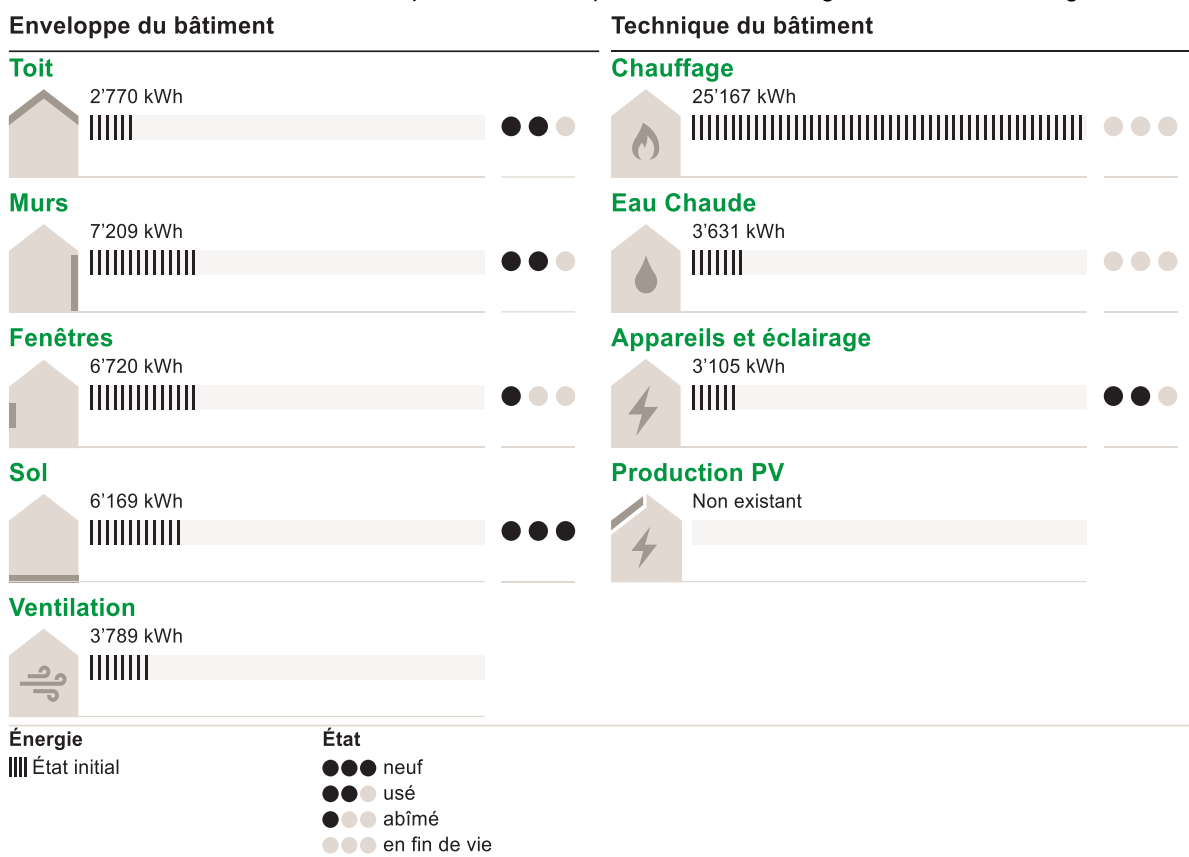 Enveloppe du bâtiment
Toit
2’770 kWh
Murs
7’209 kWh
Fenêtres
6’720 kWh
Sol
6’169 kWh
Ventilation
3’789 kWh
Technique du bâtiment
Chauffage
25’167 kWh
Eau Chaude
3’631 kWh
Appareils et éclairage
3’105 kWh
Production PV
Non existant
Énergie
État initial
État
neuf
usé
abîmé
en fin de vie